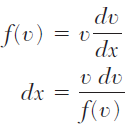 f(v) = v dv/dx
dx = v dv/f(v)